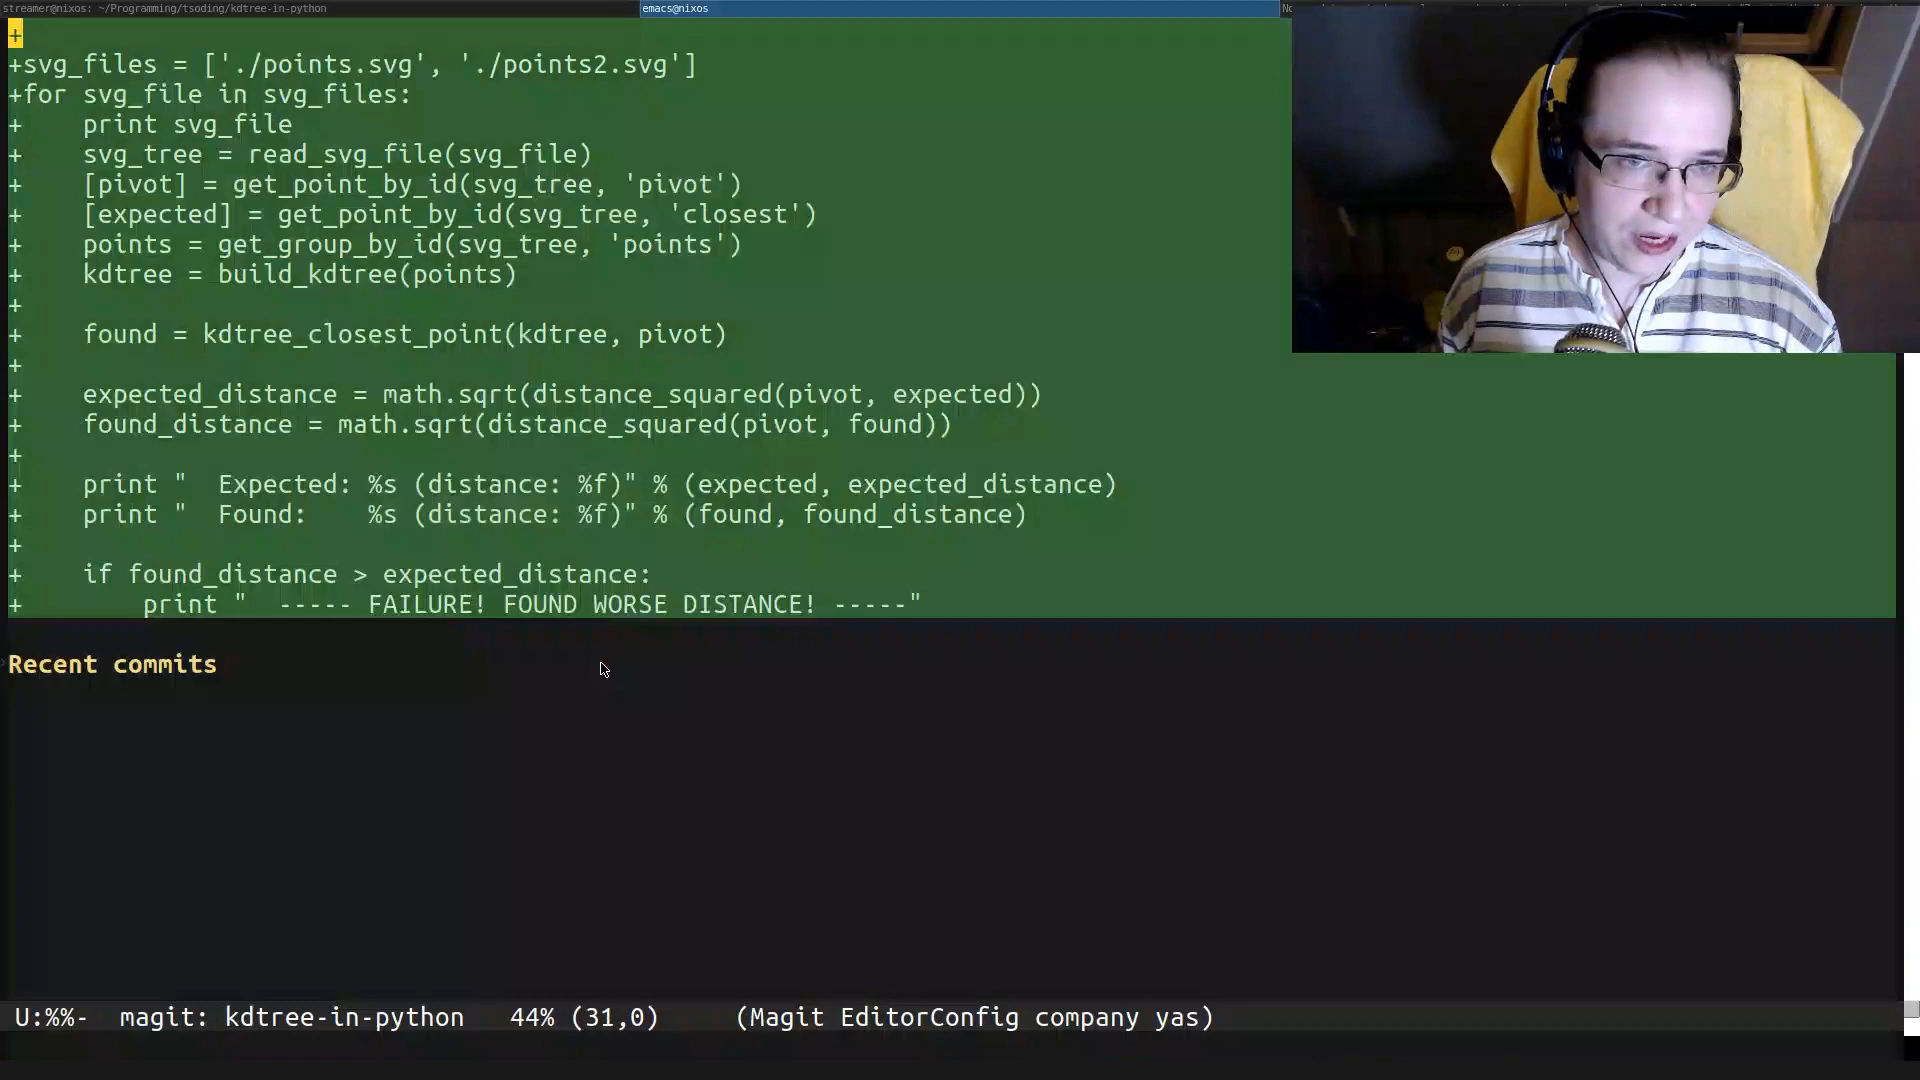 streamer@nixos: ~/Programming/tsoding/kdtree-in-python
emacs@nixos
+
+svg_files = ['./points.svg', './points2.svg']
+for svg_file in svg_files:
+    print svg_file
+    svg_tree = read_svg_file(svg_file)
+    [pivot] = get_point_by_id(svg_tree, 'pivot')
+    [expected] = get_point_by_id(svg_tree, 'closest')
+    points = get_group_by_id(svg_tree, 'points')
+    kdtree = build_kdtree(points)
+
+    found = kdtree_closest_point(kdtree, pivot)
+
+    expected_distance = math.sqrt(distance_squared(pivot, expected))
+    found_distance = math.sqrt(distance_squared(pivot, found))
+
+    print "  Expected: %s (distance: %f)" % (expected, expected_distance)
+    print "  Found:    %s (distance: %f)" % (found, found_distance)
+
+    if found_distance > expected_distance:
+        print "  ----- FAILURE! FOUND WORSE DISTANCE! -----"
Recent commits
U:%%-  magit: kdtree-in-python   44% (31,0)     (Magit EditorConfig company yas)